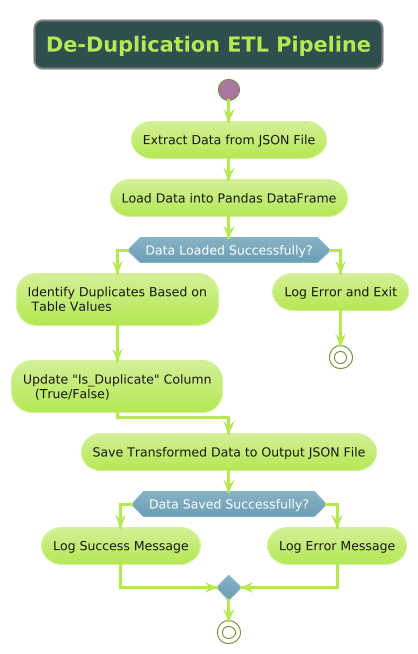 De-Duplication ETL Pipeline
Extract Data from JSON File
Load Data into Pandas DataFrame
Data Loaded Successfully?
Identify Duplicates Based on
Table Values
Log Error and Exit
Update "Is_Duplicate" Column
(True/False)
Save Transformed Data to Output JSON File
Data Saved Successfully?
Log Success Message
Log Error Message